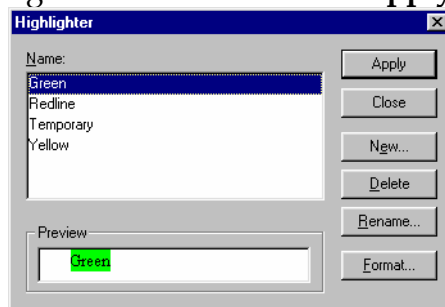 Highlighter
Name:
Green
Redline
Temporary
Yellow
Apply
Close
New...
Delete
Rename...
Format...
Preview
Green